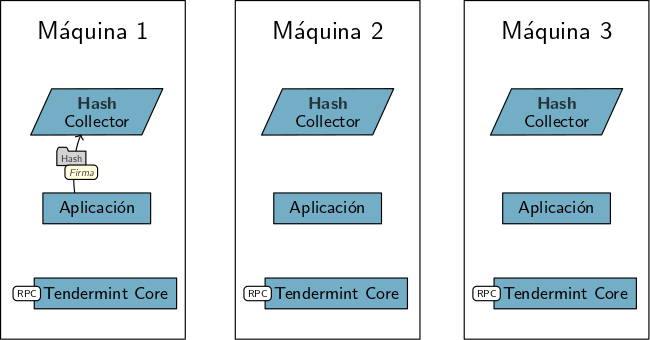 Máquina 1
Hash
Collector
Hash
Firma
Aplicación
RPC
Tendermint Core
Máquina 2
Hash
Collector
Aplicación
RPC
Tendermint Core
Máquina 3
Hash
Collector
Aplicación
RPC
Tendermint Core